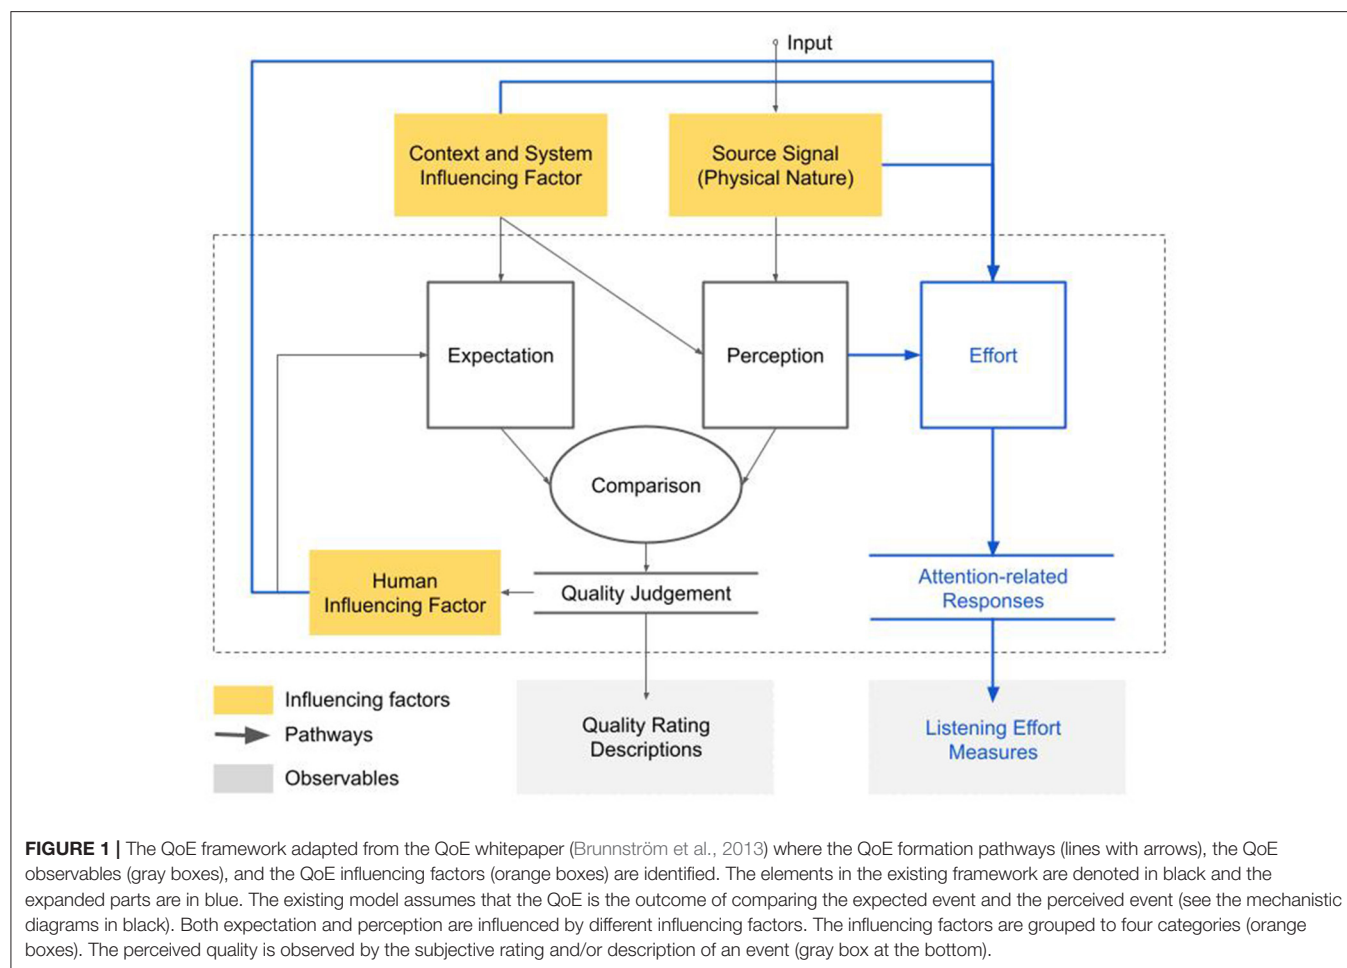 Input
Context and System
Influencing Factor
Source Signal
(Physical Nature)
Expectation
Perception
Effort
Comparison
Human
Influencing Factor
Quality Judgement
Attention-related
Responses
Influencing factors
Pathways
Observables
Quality Rating
Descriptions
Listening Effort
Measures
FIGURE 1 | The QoE framework adapted from the QoE whitepaper (Brunnström et al., 2013) where the QoE formation pathways (lines with arrows), the QoE
observables (gray boxes), and the QoE influencing factors (orange boxes) are identified. The elements in the existing framework are denoted in black and the
expanded parts are in blue. The existing model assumes that the QoE is the outcome of comparing the expected event and the perceived event (see the mechanistic
diagrams in black). Both expectation and perception are influenced by different influencing factors. The influencing factors are grouped to four categories (orange
boxes). The perceived quality is observed by the subjective rating and/or description of an event (gray box at the bottom).